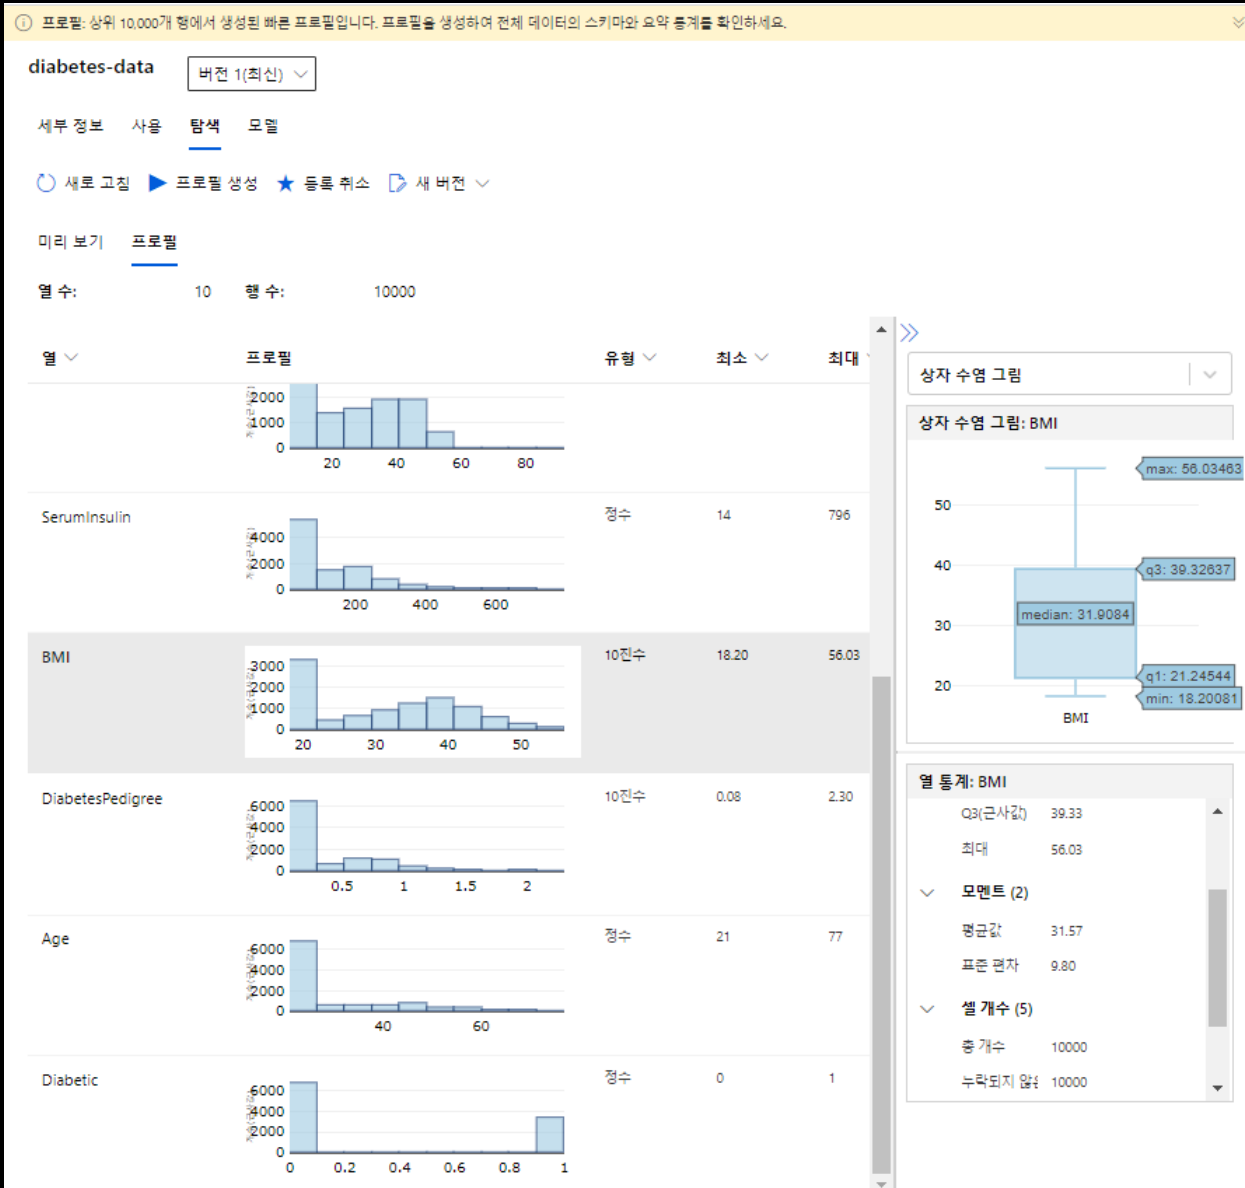 프로필: 상위 10,000개 행에서 생성된 빠른 프로필입니다. 프로필을 생성하여 전체 데이터의 스키마와 요약 통계를 확인하세요.
diabetes-data 버전 1(최신)
세부 정보 사용 탐색 모델
새로 고침 프로필 생성 등록 취소 새 버전
미리 보기 프로필
열 수: 10 행 수: 10000
열 프로필 유형 최소 최대
2000
1000
0
20 40 60 80
SerumInsulin 정수 14 796
4000
2000
0
200 400 600
BMI 10진수 18.20 56.03
3000
2000
1000
0
20 30 40 50
DiabetesPedigree 10진수 0.08 2.30
6000
4000
2000
0
0.5 1 1.5 2
Age 정수 21 77
6000
4000
2000
0
40 60
Diabetic 정수 0 1
6000
4000
2000
0
0 0.2 0.4 0.6 0.8 1
상자 수염 그림
상자 수염 그림: BMI
max: 56.03463
50
40
q3: 39.32637
median: 31.9084
30
q1: 21.24544
20
min: 18.20081
BMI
열 통계: BMI
Q3(근사값) 39.33
최대 56.03
모멘트 (2)
평균값 31.57
표준 편차 9.80
셀 개수 (5)
총 개수 10000
누락되지 않은 10000